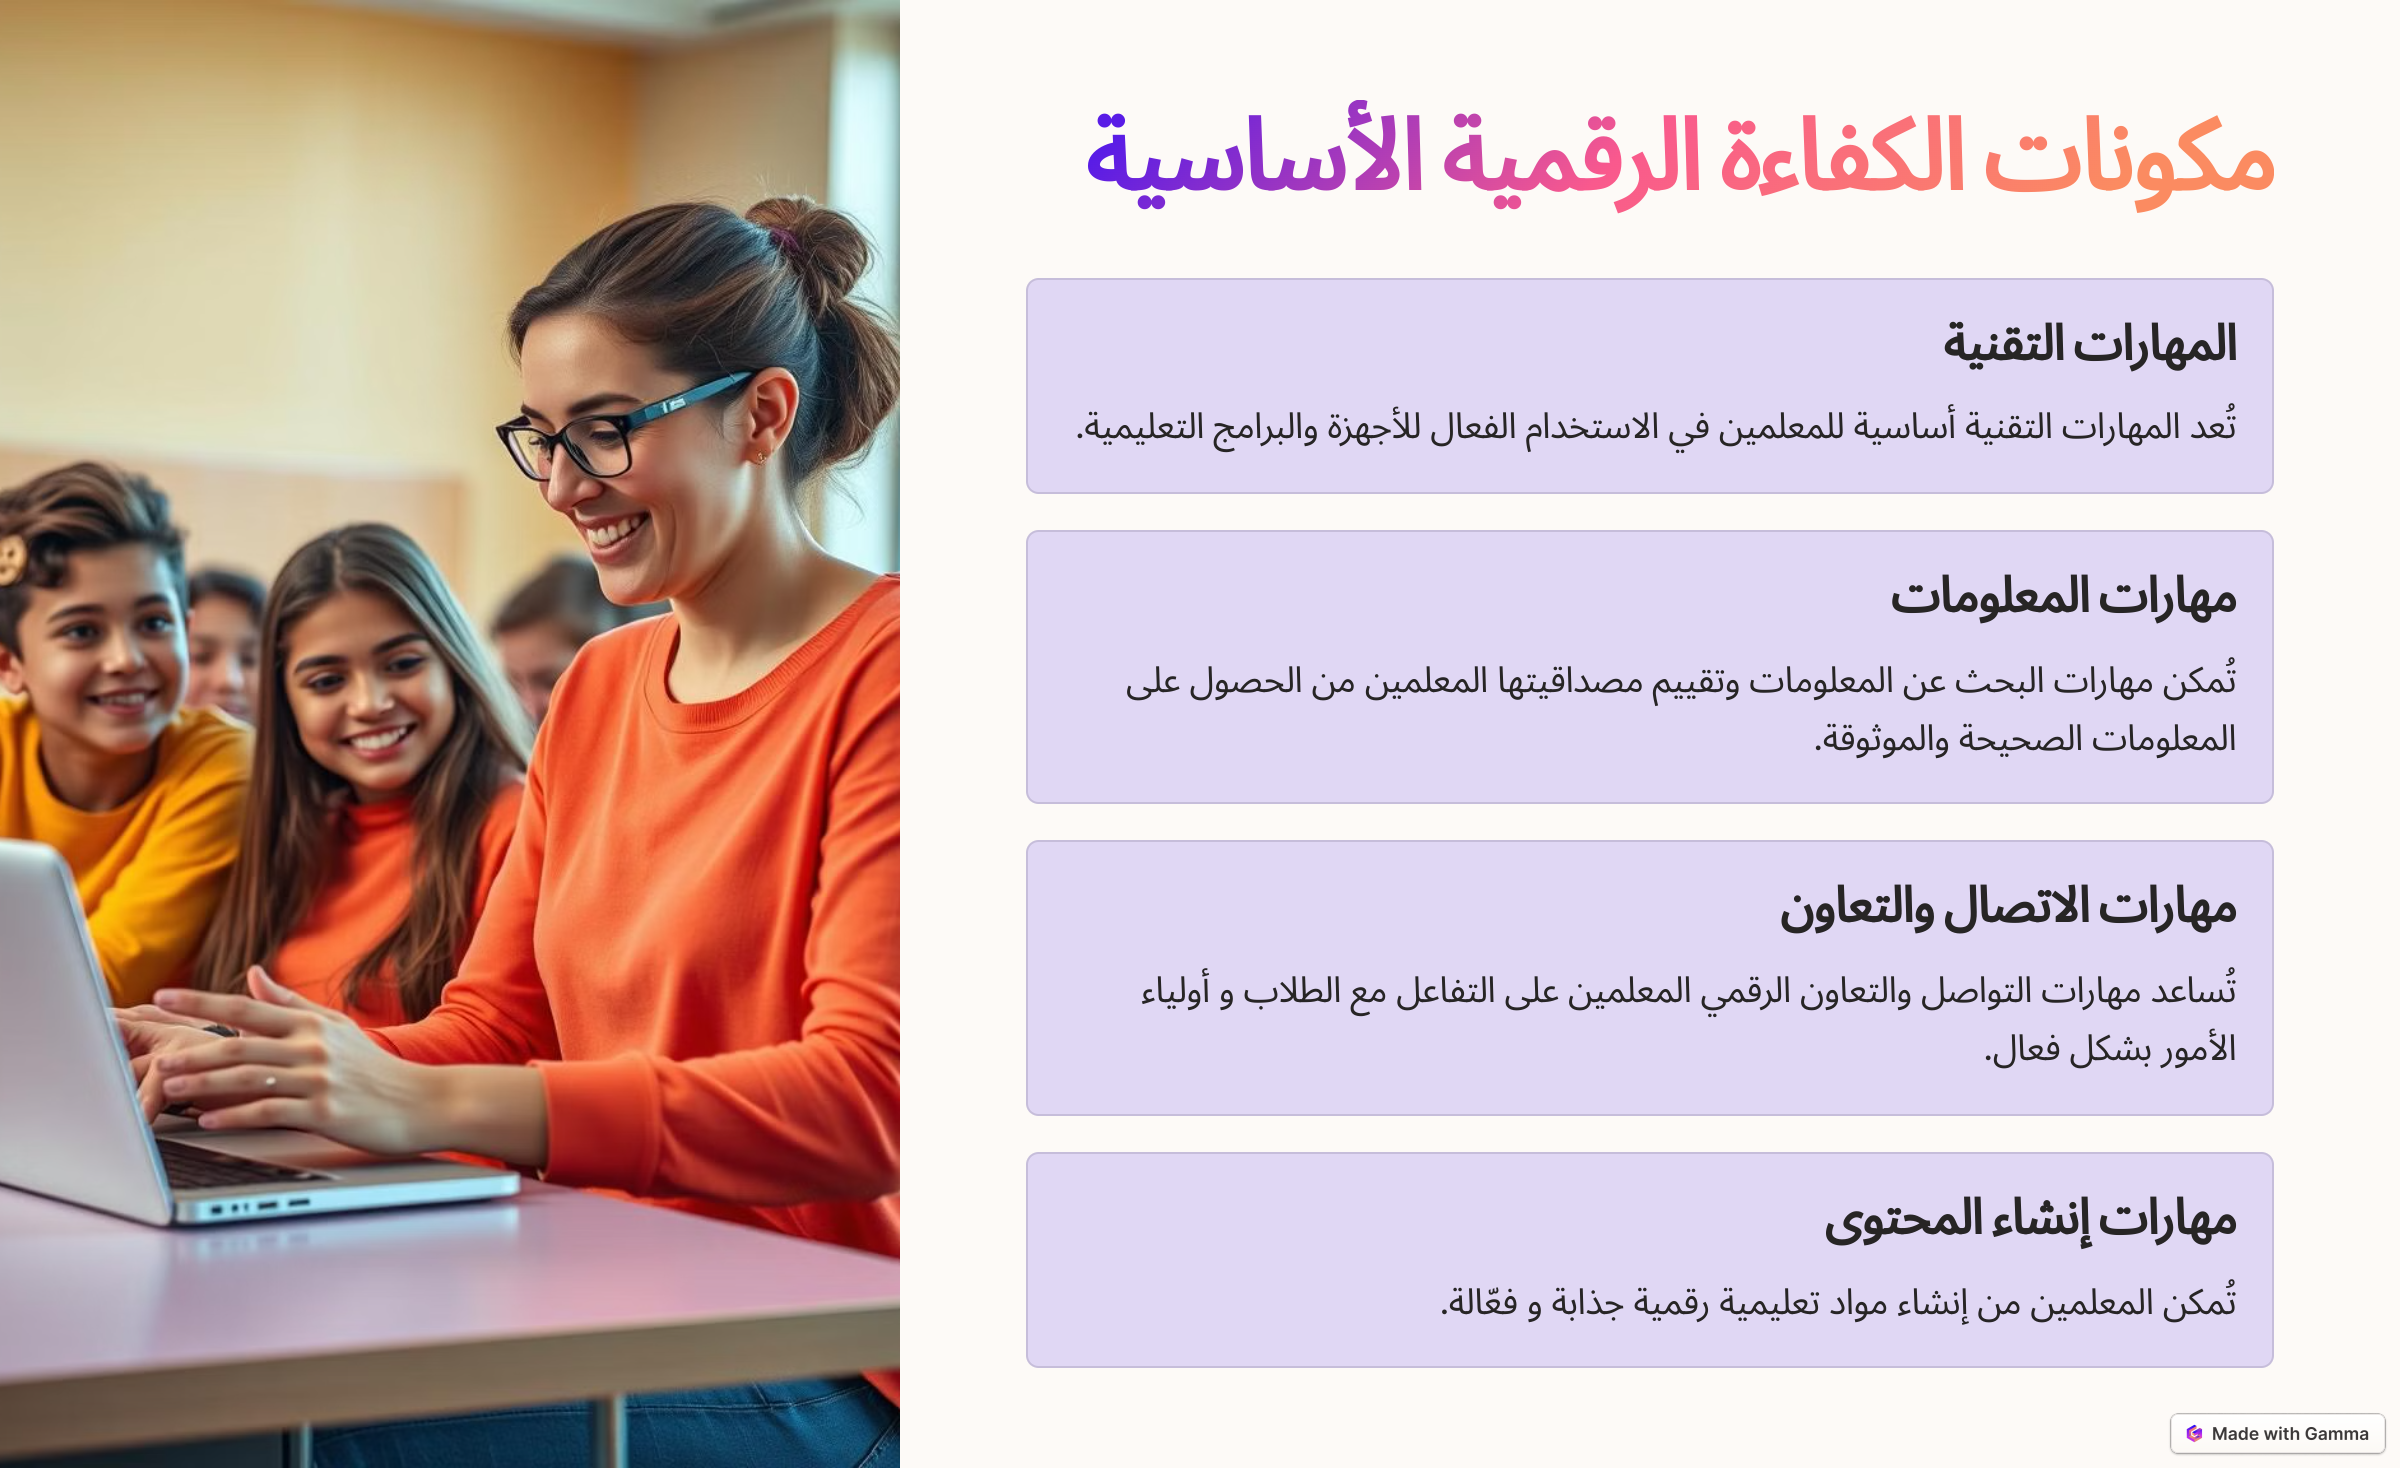 مكونات الكفاءة الرقمية الأساسية
المهارات التقنية
تُعد المهارات التقنية أساسية للمعلمين في الاستخدام الفعال للأجهزة والبرامج التعليمية.
مهارات المعلومات
تُمكن مهارات البحث عن المعلومات وتقييم مصداقيتها المعلمين من الحصول على
المعلومات الصحيحة والموثوقة.
مهارات الاتصال والتعاون
تُساعد مهارات التواصل والتعاون الرقمي المعلمين على التفاعل مع الطلاب و أولياء
الأمور بشكل فعال.
مهارات إنشاء المحتوى
تُمكن المعلمين من إنشاء مواد تعليمية رقمية جذابة و فعّالة.
Made with Gamma